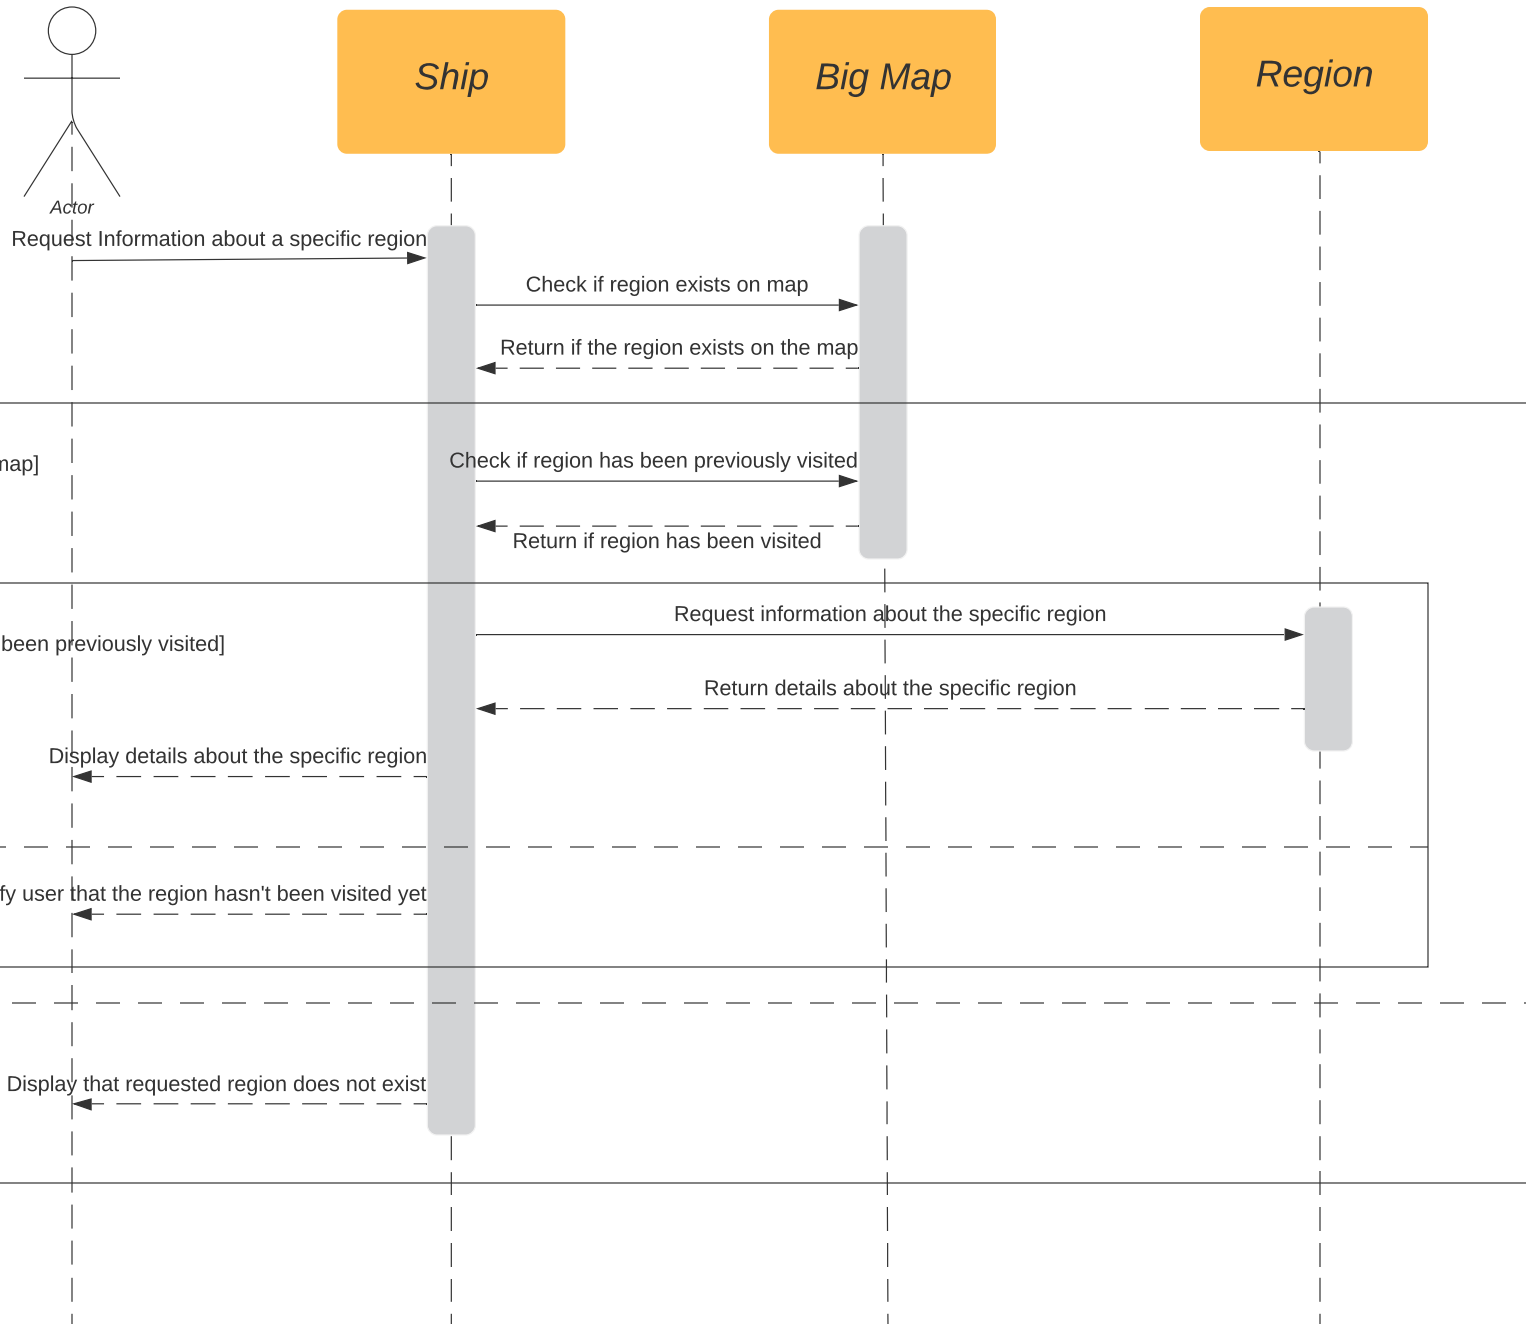 Ship
Big Map
Region
Actor
Request Information about a specific region
Check if region exists on map
Return if the region exists on the map
map]
Check if region has been previously visited
Return if region has been visited
Request information about the specific region
been previously visited]
Return details about the specific region
Display details about the specific region
fy user that the region hasn't been visited yet
Display that requested region does not exist